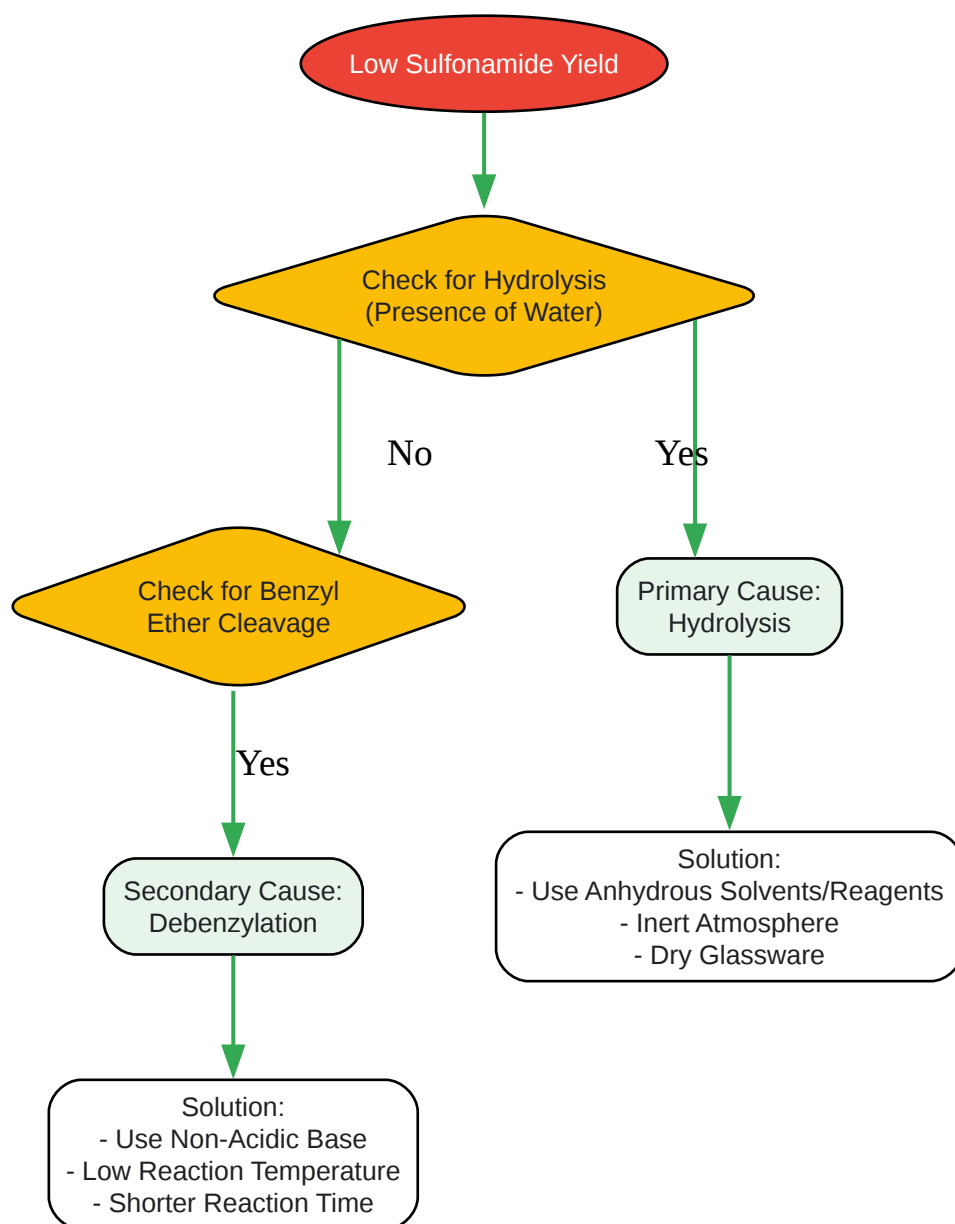 Low Sulfonamide Yield
Check for Hydrolysis
(Presence of Water)
No
Yes
Check for Benzyl
Ether Cleavage
Primary Cause:
Hydrolysis
Yes
Secondary Cause:
Debenzylation
Solution:
- Use Anhydrous Solvents/Reagents
- Inert Atmosphere
- Dry Glassware
Solution:
- Use Non-Acidic Base
- Low Reaction Temperature
- Shorter Reaction Time